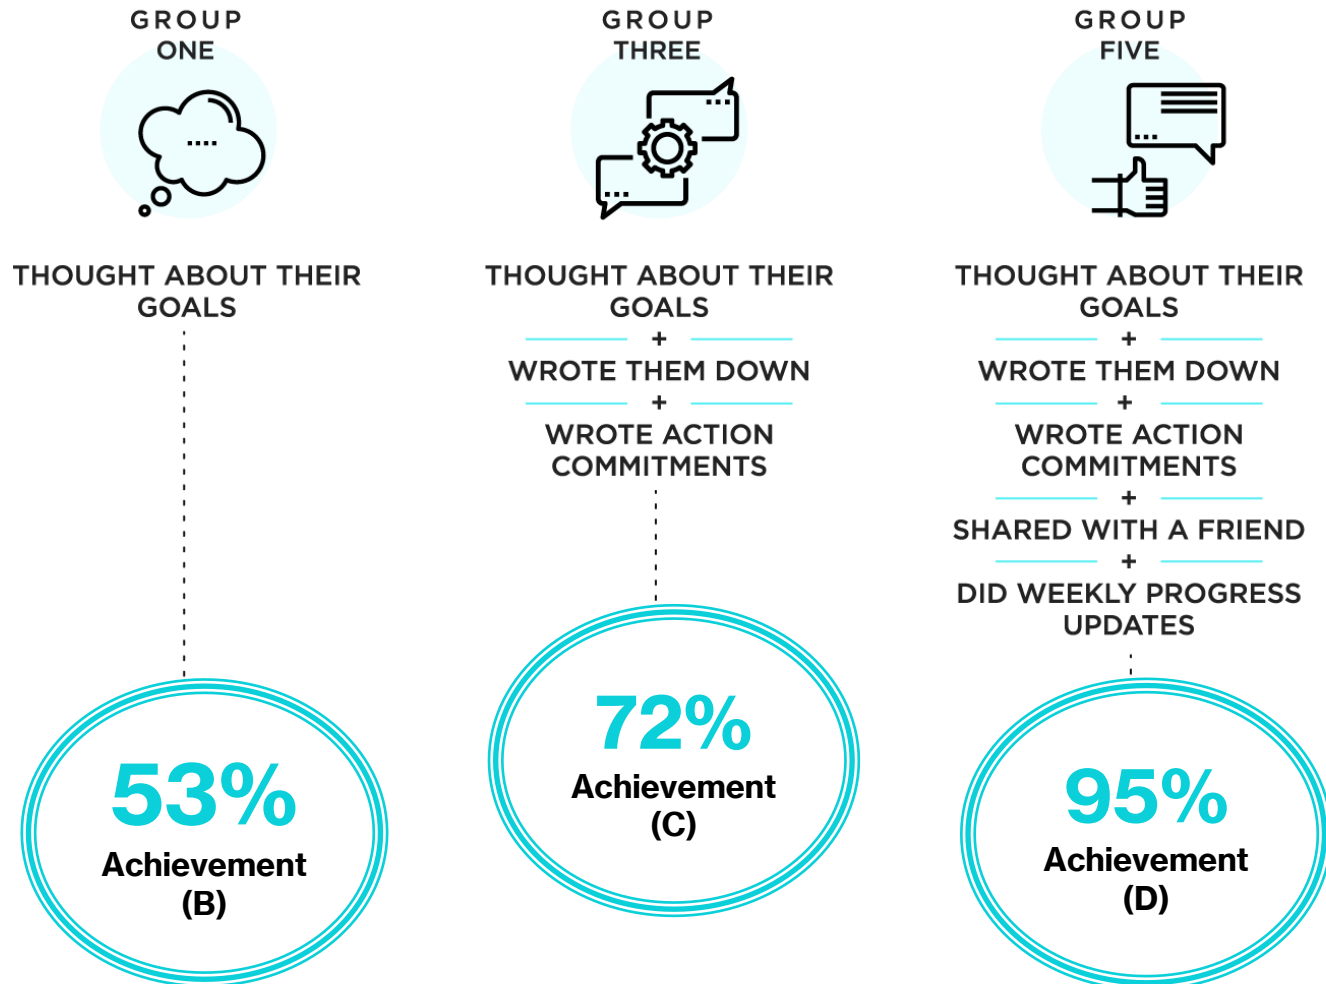 GROUP
ONE
THOUGHT ABOUT THEIR
GOALS
53%
Achievement
(B)
GROUP
THREE
THOUGHT ABOUT THEIR
GOALS
+
WROTE THEM DOWN
+
WROTE ACTION
COMMITMENTS
72%
Achievement
(C)
GROUP
FIVE
THOUGHT ABOUT THEIR
GOALS
+
WROTE THEM DOWN
+
WROTE ACTION
COMMITMENTS
+
SHARED WITH A FRIEND
+
DID WEEKLY PROGRESS
UPDATES
95%
Achievement
(D)